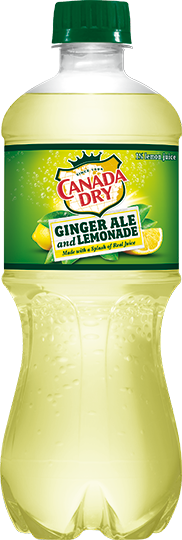 1% lemon juice
SINCE 1904
CANADA
DRY
GINGER ALE
and LEMONADE
Made with a Splash of Real Juice